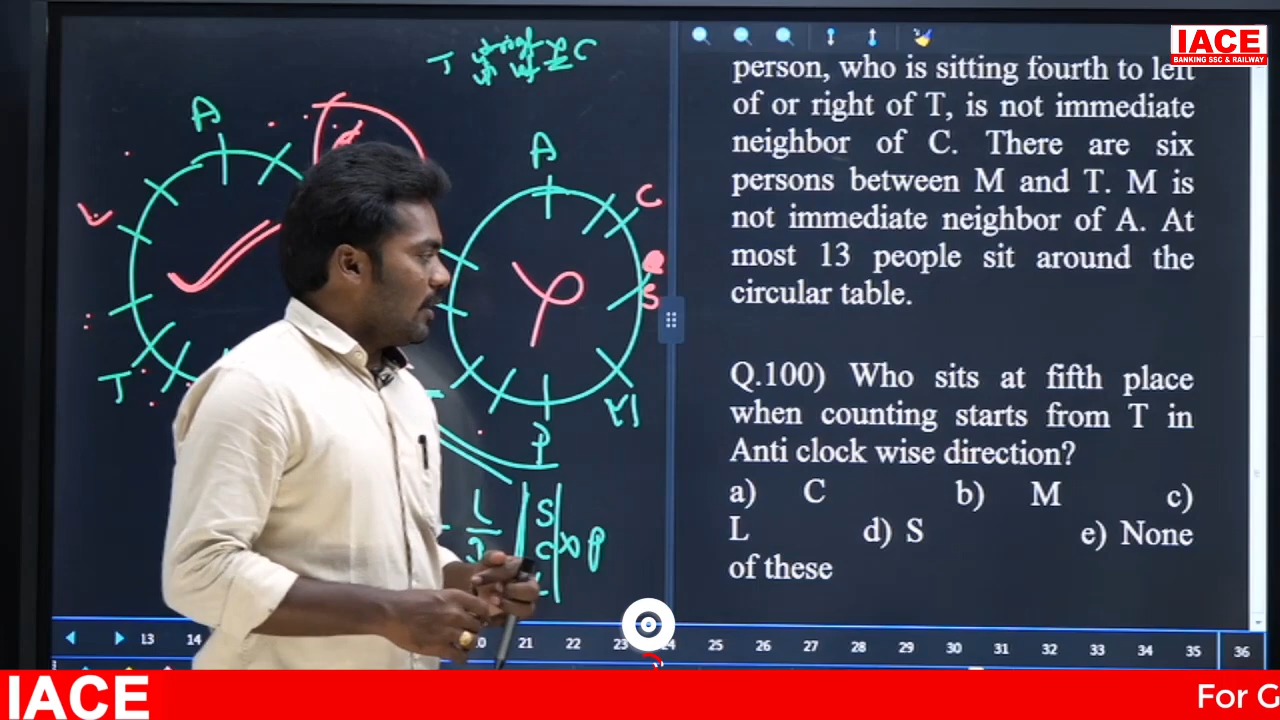 T
C
IACE
BANKING SSC & RAILWAY
person, who is sitting fourth to left
of or right of T, is not immediate
neighbor of C. There are six
persons between M and T. M is
not immediate neighbor of A. At
most 13 people sit around the
circular table.
Q.100) Who sits at fifth place
when counting starts from T in
Anti clock wise direction?
a) C b) M c)
L d) S e) None
of these
A
A
C
S
T
M
P
L
S
C
13 14 20 21 22 23 24 25 26 27 28 29 30 31 32 33 34 35 36
IACE
For G